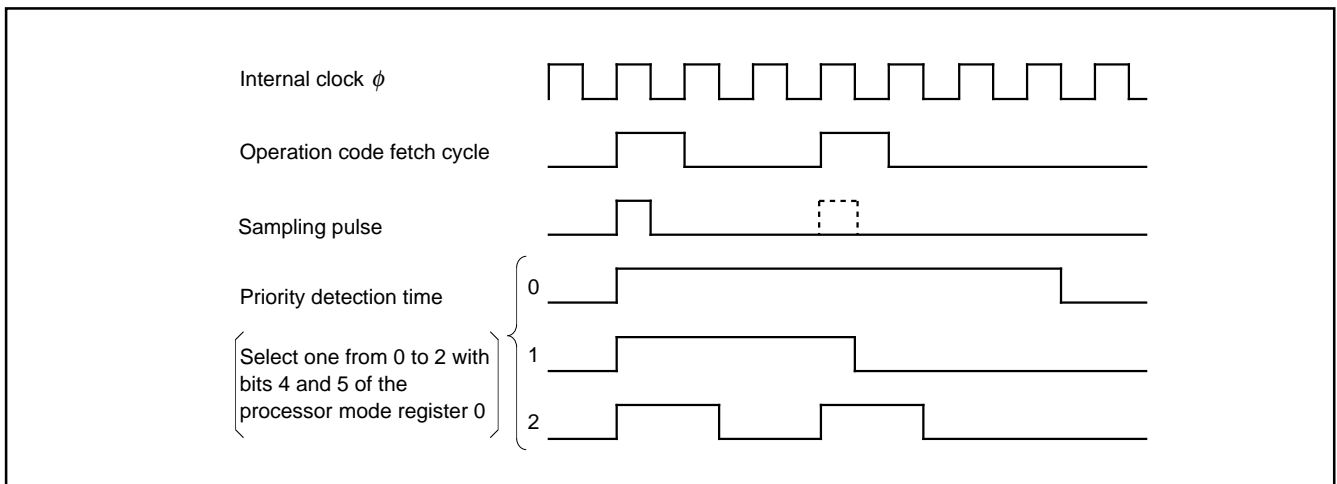 Internal clock ϕ
Operation code fetch cycle
Sampling pulse
Priority detection time
0
Select one from 0 to 2 with
bits 4 and 5 of the
processor mode register 0
1
2